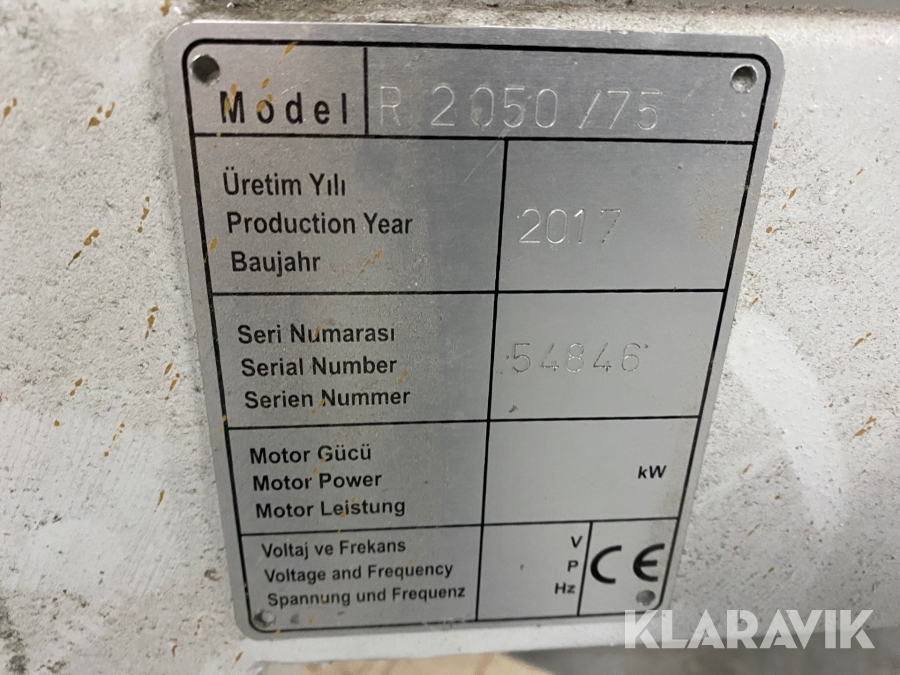 Model R 2050 /75
Üretim Yılı
Production Year
Baujahr
2017
Seri Numarası
Serial Number
Serien Nummer
54846
Motor Gücü
Motor Power
Motor Leistung
kW
Voltaj ve Frekans
Voltage and Frequency
Spannung und Frequenz
V
P
Hz
CE
KLARAVIK